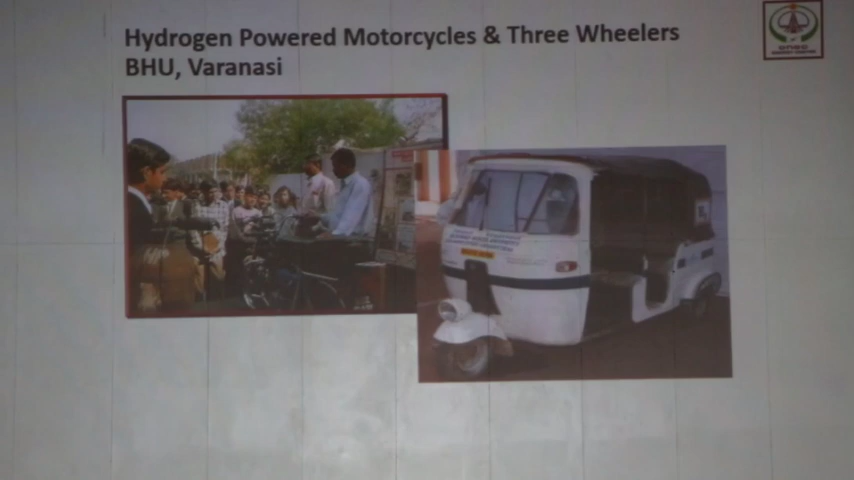 Hydrogen Powered Motorcycles & Three Wheelers
BHU, Varanasi